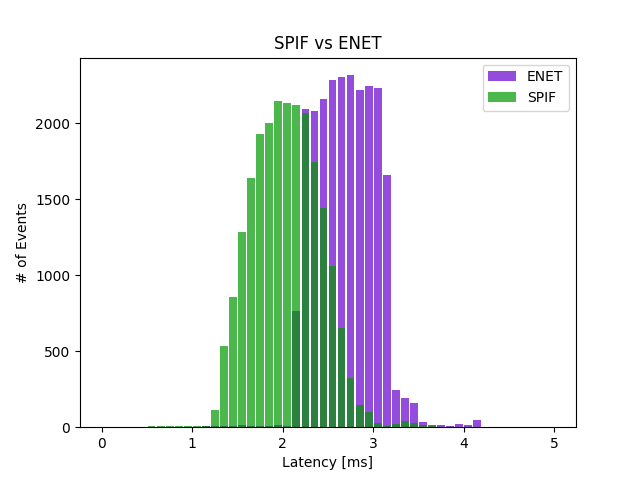 SPIF vs ENET
ENET
SPIF
# of Events
2000
1500
1000
500
0
0 1 2 3 4 5
Latency [ms]